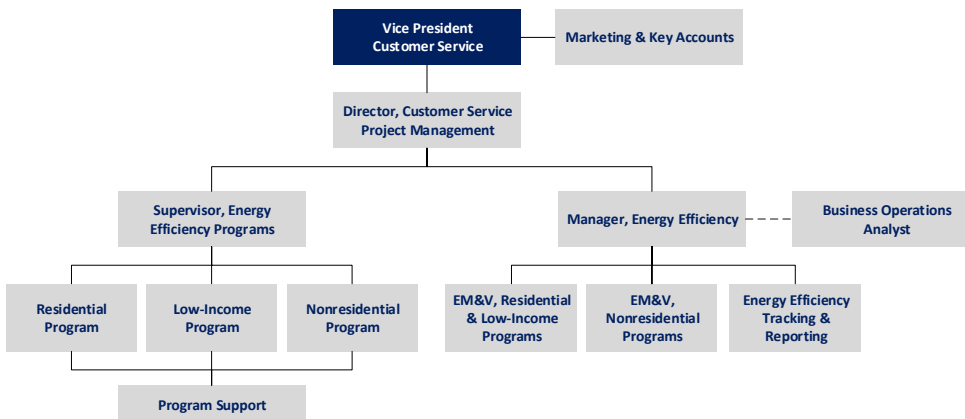 Vice President
Customer Service
Marketing & Key Accounts
Director, Customer Service
Project Management
Supervisor, Energy
Efficiency Programs
Manager, Energy Efficiency
Business Operations
Analyst
Residential
Program
Low-Income
Program
Nonresidential
Program
EM&V, Residential
& Low-Income
Programs
EM&V,
Nonresidential
Programs
Energy Efficiency
Tracking &
Reporting
Program Support